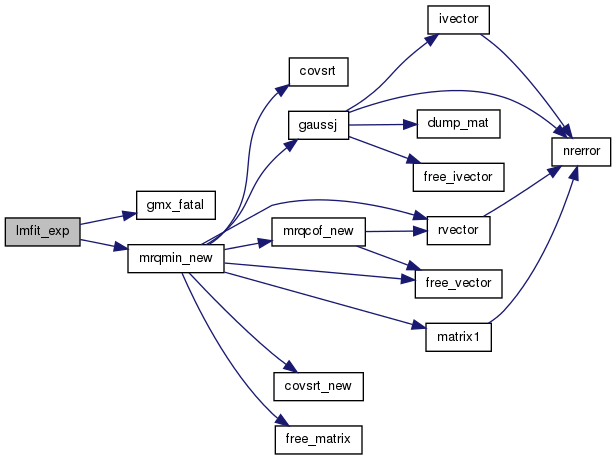 ivector
covsrt
gaussj
dump_mat
nrerror
free_ivector
gmx_fatal
lmfit_exp
mrqcof_new
rvector
mrqmin_new
free_vector
matrix1
covsrt_new
free_matrix